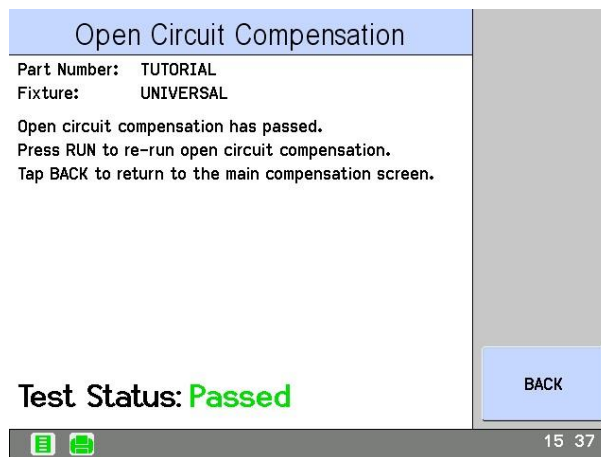 Open Circuit Compensation
Part Number: TUTORIAL
Fixture: UNIVERSAL
Open circuit compensation has passed.
Press RUN to re-run open circuit compensation.
Tap BACK to return to the main compensation screen.
Test Status: Passed
BACK
15 37